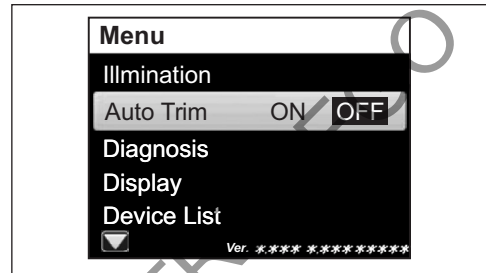 Menu
Illmination
Auto Trim ON OFF
Diagnosis
Display
Device List
Ver. *.*** *.*********